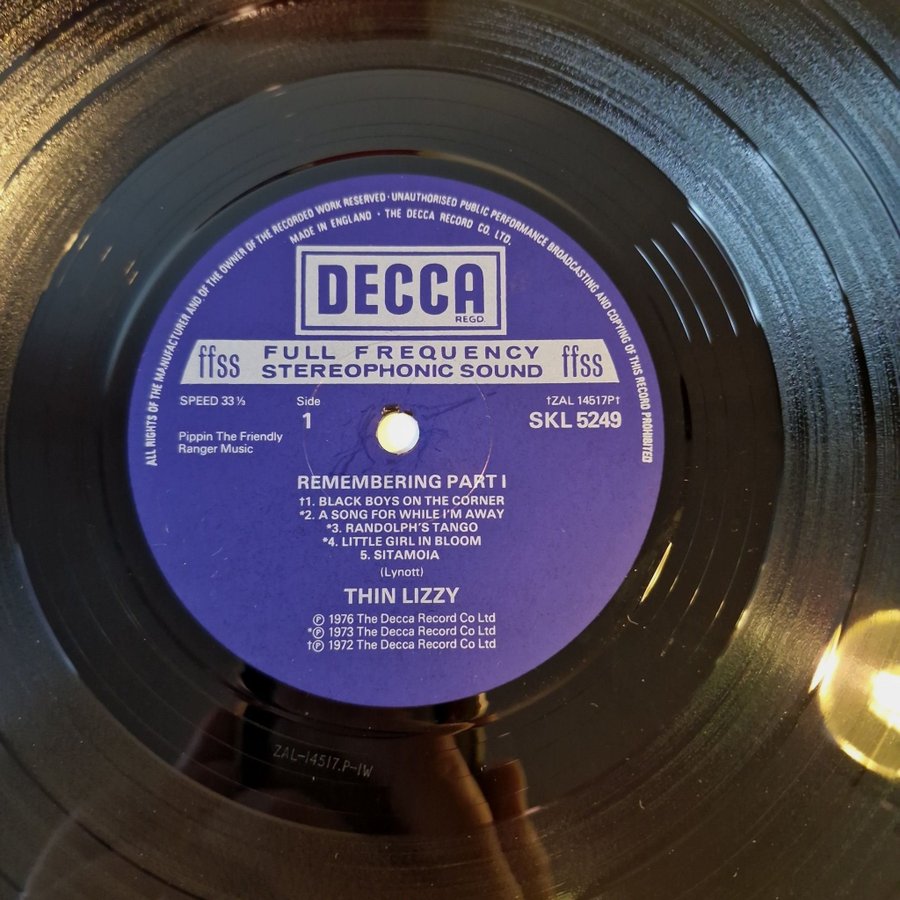 ALL RIGHTS OF THE MANUFACTURER AND OF THE OWNER OF THE RECORDED WORK RESERVED · UNAUTHORISED PUBLIC PERFORMANCE BROADCASTING AND COPYING OF THIS RECORD PROHIBITED
MADE IN ENGLAND · THE DECCA RECORD CO. LTD.
DECCA
REGD.
ffss FULL FREQUENCY STEREOPHONIC SOUND ffss
SPEED 33⅓ Side †ZAL 14517P†
1 SKL 5249
Pippin The Friendly
Ranger Music
REMEMBERING PART I
†1. BLACK BOYS ON THE CORNER
*2. A SONG FOR WHILE I'M AWAY
*3. RANDOLPH'S TANGO
*4. LITTLE GIRL IN BLOOM
5. SITAMOIA
(Lynott)
THIN LIZZY
℗ 1976 The Decca Record Co Ltd
*℗ 1973 The Decca Record Co Ltd
†℗ 1972 The Decca Record Co Ltd
ZAL-14517.P-1W